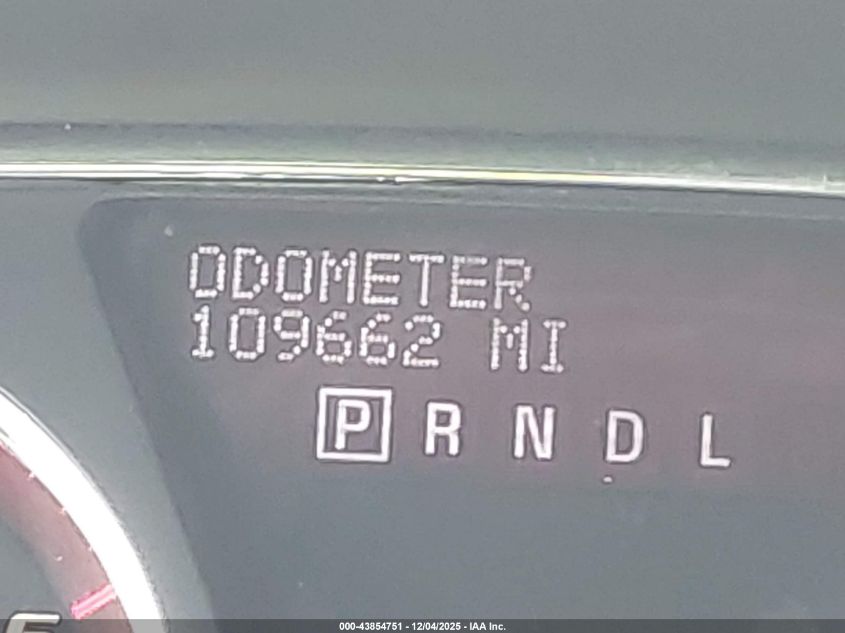 ODOMETER
109662 MI
P R N D L
E
000-43854751 - 12/04/2025 - IAA Inc.